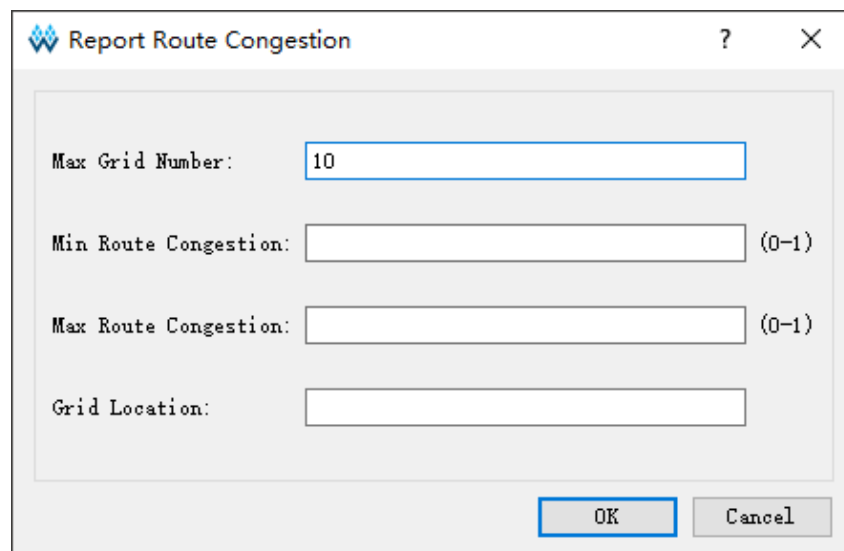 Report Route Congestion ?
Max Grid Number: 10
Min Route Congestion: (0-1)
Max Route Congestion: (0-1)
Grid Location:
OK Cancel